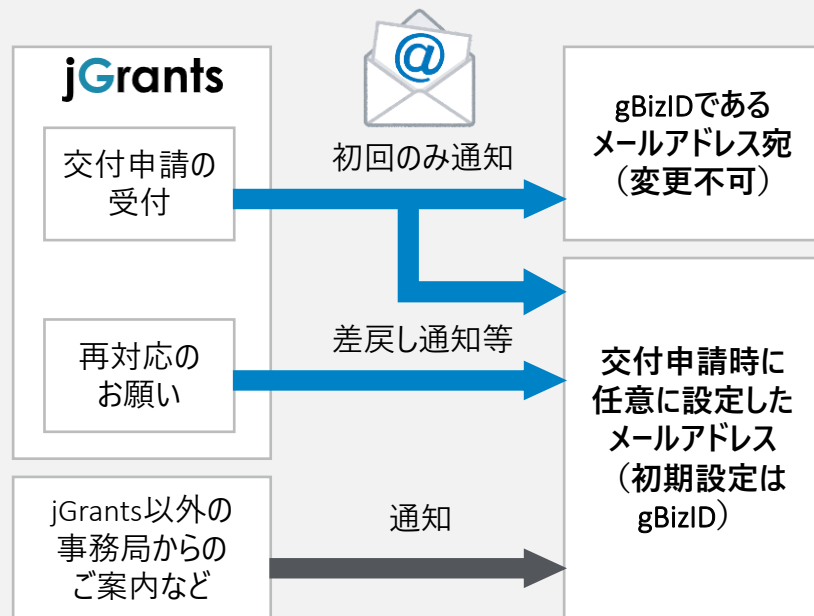 jGrants
交付申請の
受付
再対応の
お願い
jGrants以外の
事務局からの
ご案内など
@
初回のみ通知
差戻し通知等
通知
gBizIDである
メールアドレス宛
（変更不可）
交付申請時に
任意に設定した
メールアドレス
（初期設定は
gBizID）